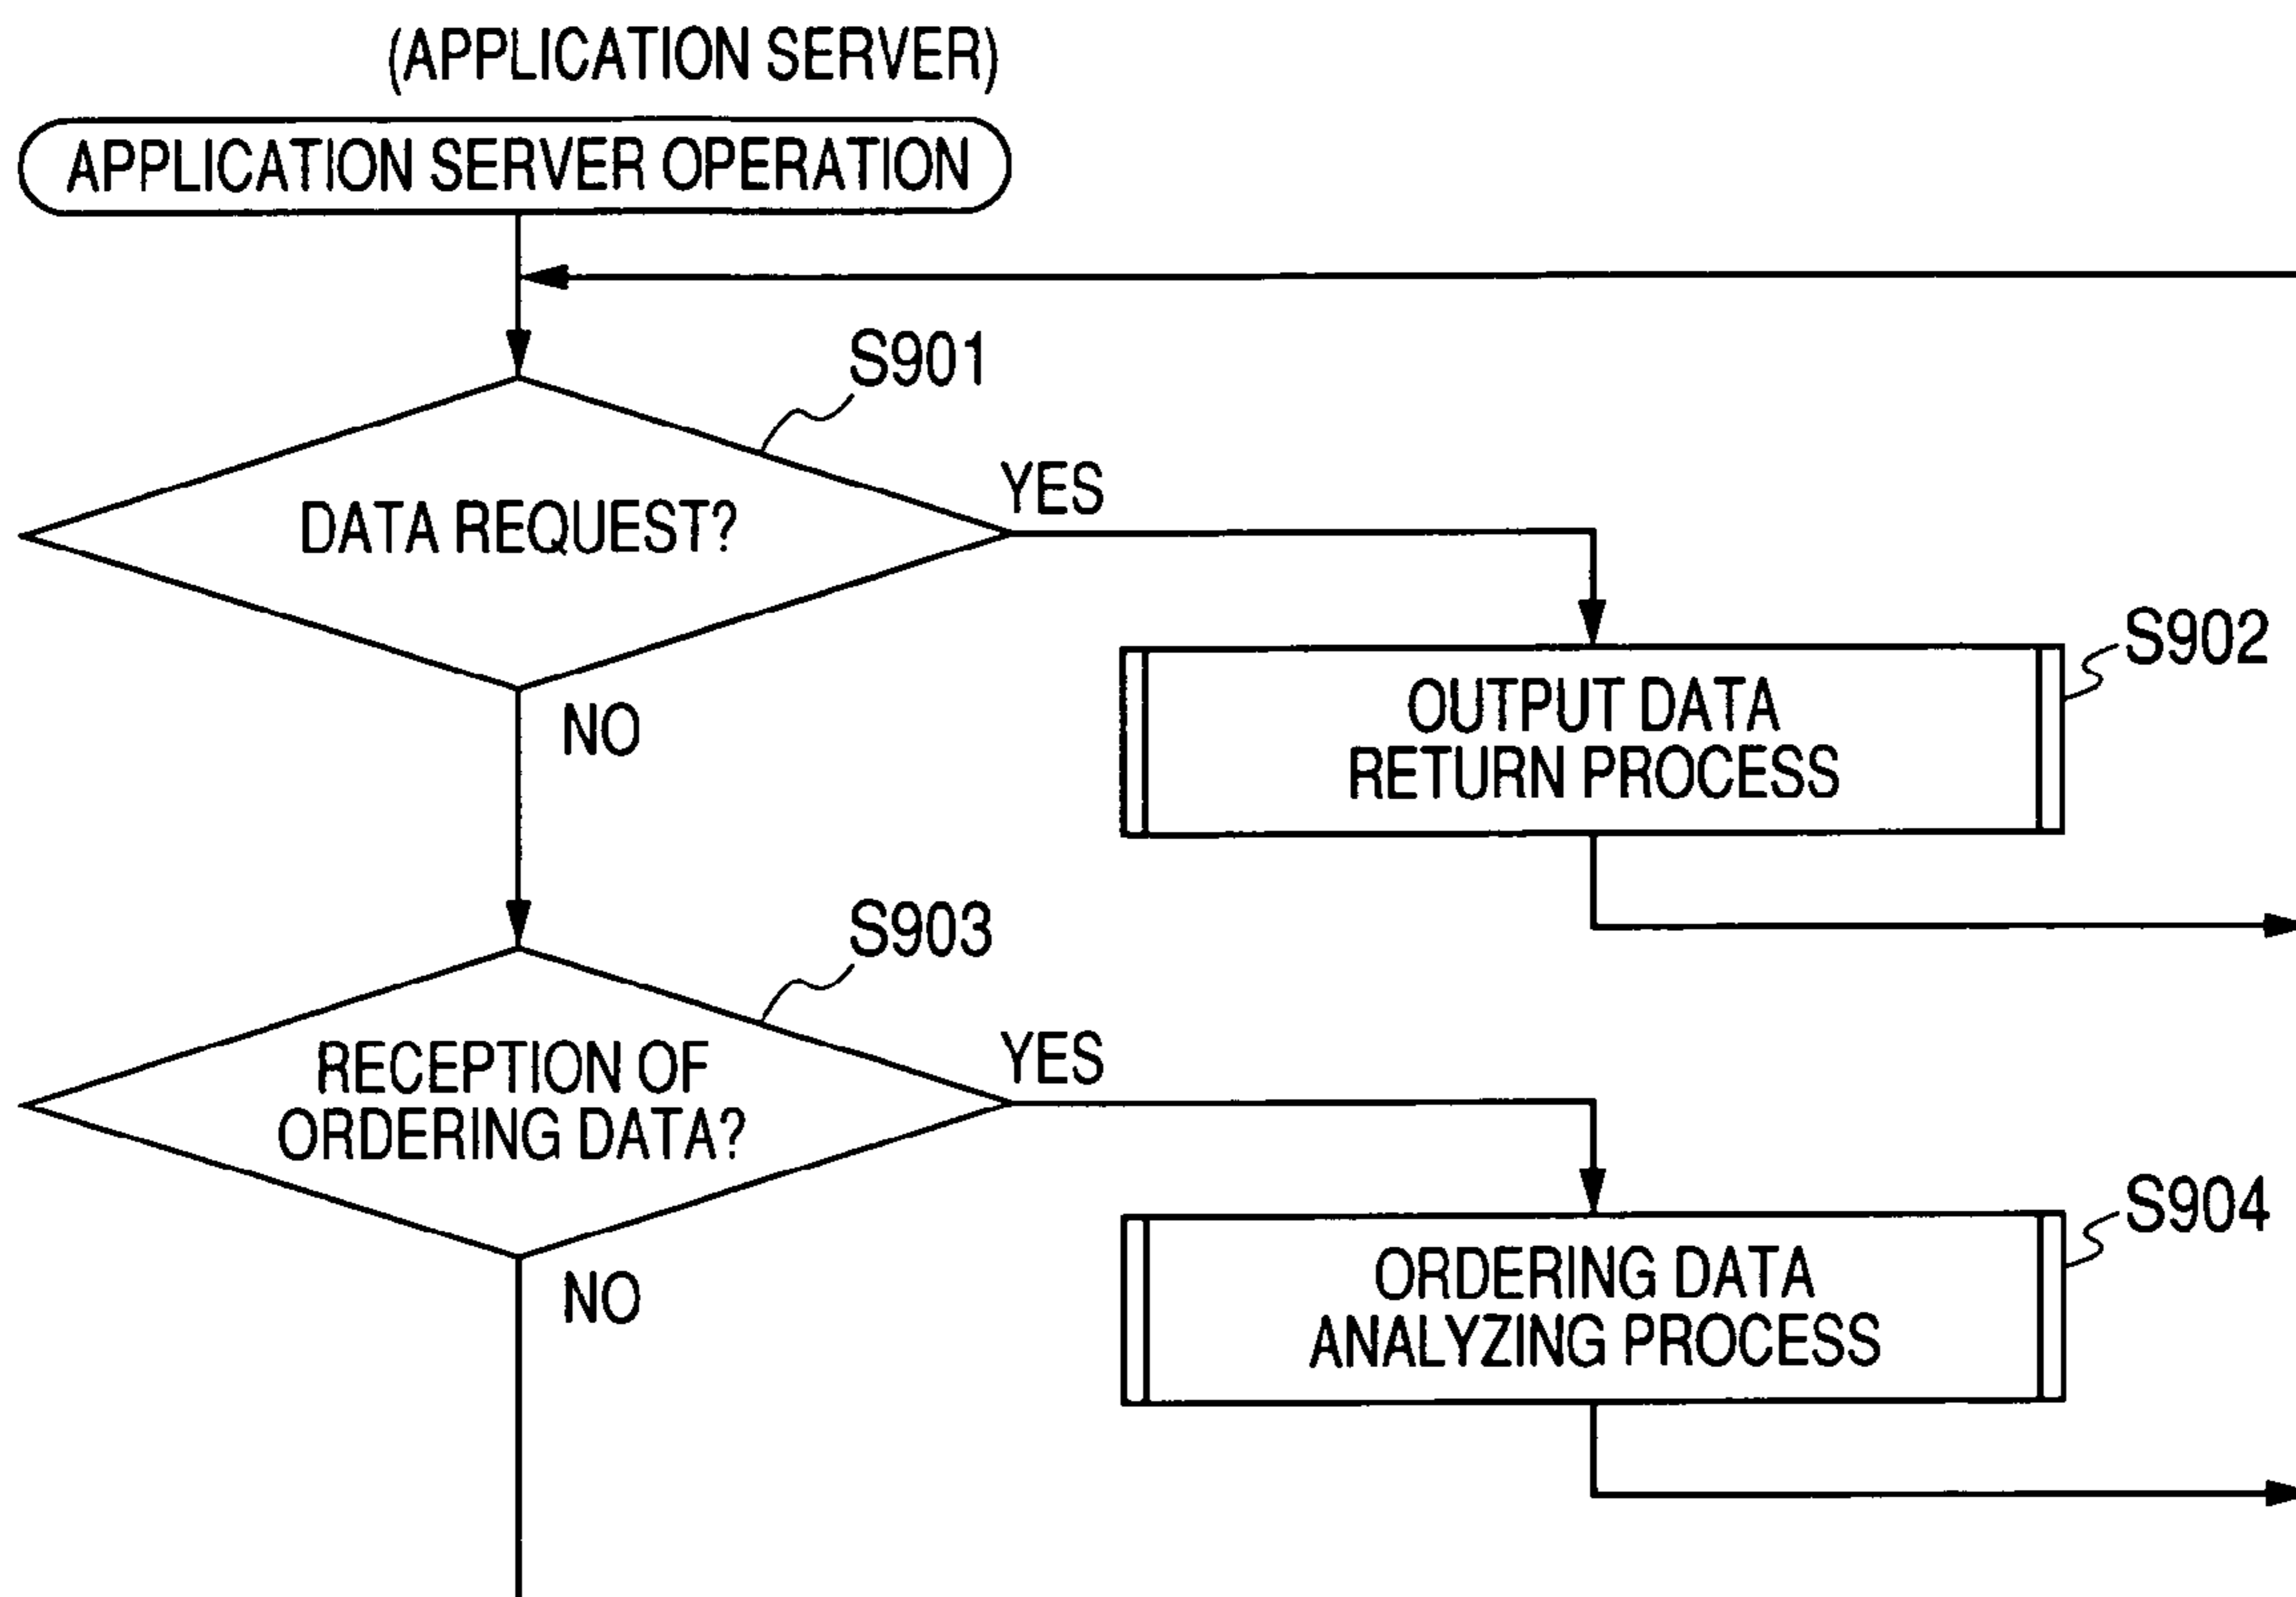 (APPLICATION SERVER)
APPLICATION SERVER OPERATION
S901
DATA REQUEST?
YES
NO
S902
OUTPUT DATA
RETURN PROCESS
S903
RECEPTION OF
ORDERING DATA?
YES
NO
S904
ORDERING DATA
ANALYZING PROCESS